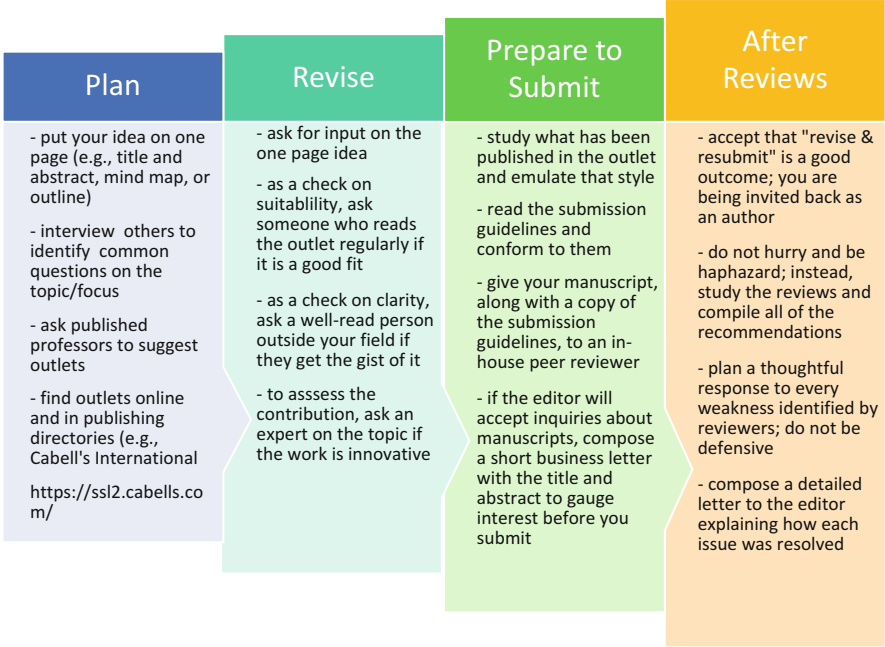 Plan
- put your idea on one
page (e.g., title and
abstract, mind map, or
outline)
- interview  others to
identify  common
questions on the
topic/focus
- ask published
professors to suggest
outlets
- find outlets online
and in publishing
directories (e.g.,
Cabell's International
https://ssl2.cabells.co
m/
Revise
- ask for input on the
one page idea
- as a check on
suitablility, ask
someone who reads
the outlet regularly if
it is a good fit
- as a check on clarity,
ask a well-read person
outside your field if
they get the gist of it
- to asssess the
contribution, ask an
expert on the topic if
the work is innovative
Prepare to
Submit
- study what has been
published in the outlet
and emulate that style
- read the submission
guidelines and
conform to them
- give your manuscript,
along with a copy of
the submission
guidelines, to an in-
house peer reviewer
- if the editor will
accept inquiries about
manuscripts, compose
a short business letter
with the title and
abstract to gauge
interest before you
submit
After
Reviews
- accept that "revise &
resubmit" is a good
outcome; you are
being invited back as
an author
- do not hurry and be
haphazard; instead,
study the reviews and
compile all of the
recommendations
- plan a thoughtful
response to every
weakness identified by
reviewers; do not be
defensive
- compose a detailed
letter to the editor
explaining how each
issue was resolved